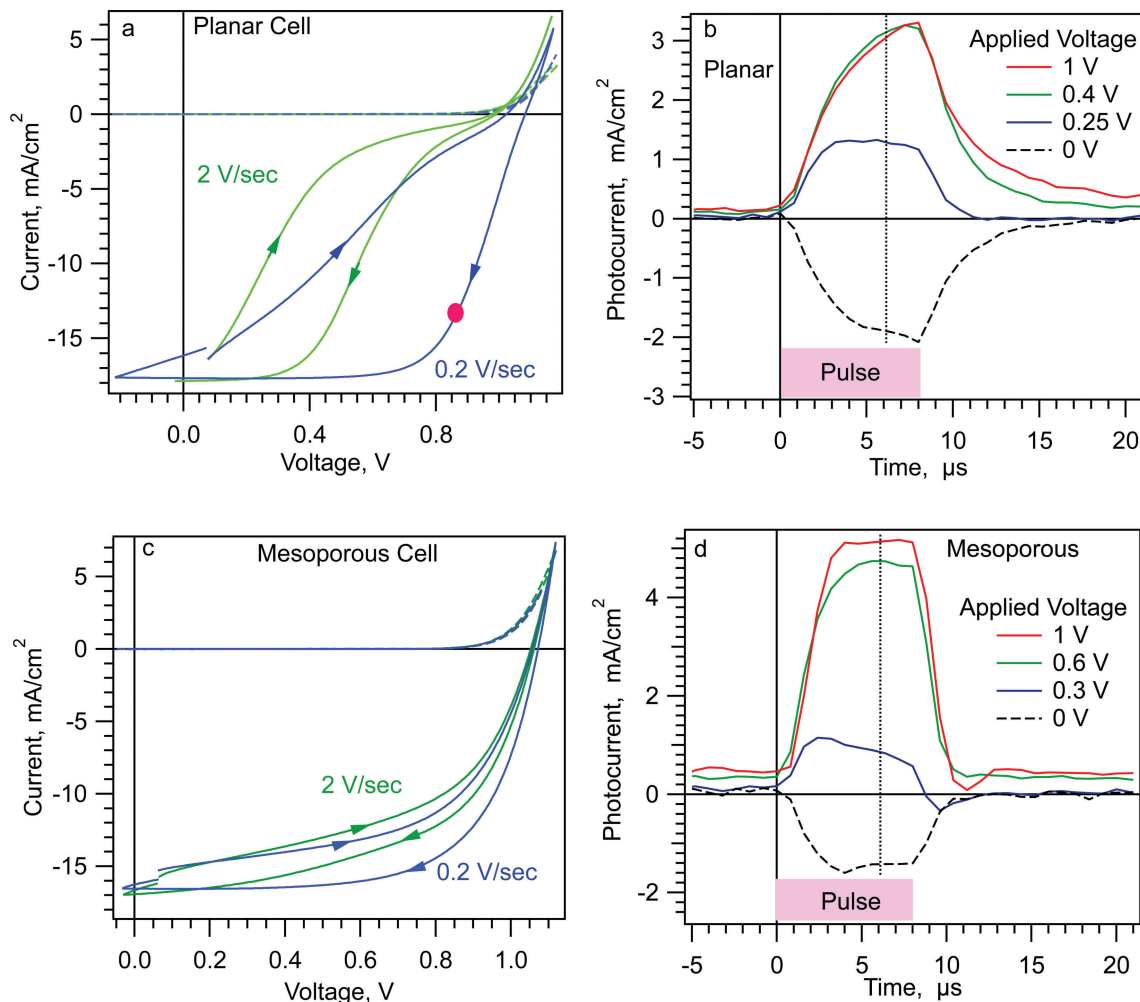 a
Planar Cell
Current, mA/cm²
5
0
-5
-10
-15
2 V/sec
0.2 V/sec
0.0
0.4
0.8
Voltage, V
b
Planar
Applied Voltage
1 V
0.4 V
0.25 V
0 V
Photocurrent, mA/cm²
3
2
1
0
-1
-2
-3
Pulse
-5
0
5
10
15
20
Time, µs
c
Mesoporous Cell
Current, mA/cm²
5
0
-5
-10
-15
2 V/sec
0.2 V/sec
0.0
0.2
0.4
0.6
0.8
1.0
Voltage, V
d
Mesoporous
Applied Voltage
1 V
0.6 V
0.3 V
0 V
Photocurrent, mA/cm²
4
2
0
-2
Pulse
-5
0
5
10
15
20
Time, µs